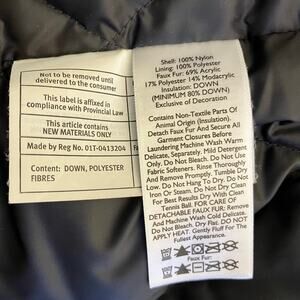 Not to be removed until
delivered to the consumer
This label is affixed in
compliance with Provincial Law
This article contains
NEW MATERIALS ONLY
Made by Reg No. 01T-0413204
Content: DOWN, POLYESTER
FIBRES
Shell: 100% Nylon
Lining: 100% Polyester
Faux Fur: 69% Acrylic
17% Polyester 14% Modacrylic
Insulation: DOWN
(MINIMUM 80% DOWN)
Exclusive of Decoration
Contains Non-Textile Parts Of
Animal Origin (Insulation).
Detach Faux Fur And Secure All
Garment Closures Before
Laundering Machine Wash Warm
Delicate, Separately. Mild Detergent
Only. Do Not Bleach. Do Not Use
Fabric Softeners. Rinse Thoroughly
And Remove Promptly. Tumble Dry
Low. Do Not Hang To Dry. Do Not
Iron Or Steam. Do Not Dry Clean
For Best Results Dry With Clean
Tennis Ball. FOR CARE OF
DETACHABLE FAUX FUR: Remove
And Machine Wash Cold Delicate.
Do Not Bleach. Dry Flat. DO NOT
APPLY HEAT. Gently Fluff For The
Fullest Appearance.
Faux Fur: